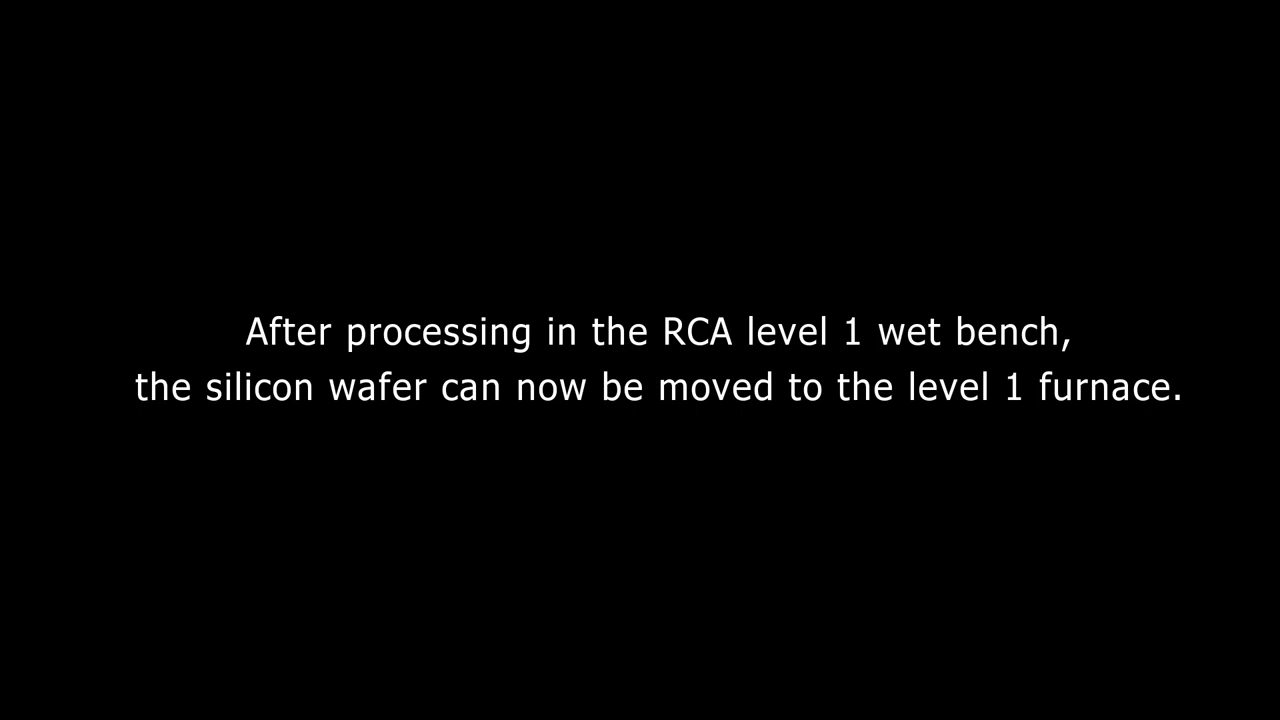 After processing in the RCA level 1 wet bench,
the silicon wafer can now be moved to the level 1 furnace.